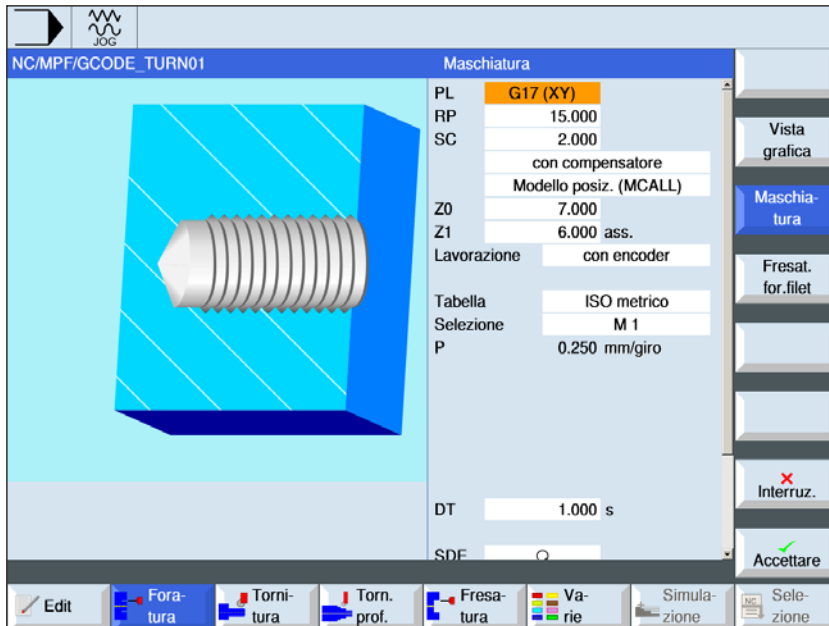 JOG
NC/MPF/GCODE_TURN01
Maschiatura
PL G17 (XY)
RP 15.000
SC 2.000
con compensatore
Modello posiz. (MCALL)
Z0 7.000
Z1 6.000 ass.
Lavorazione con encoder
Tabella ISO metrico
Selezione M 1
P 0.250 mm/giro
DT 1.000 s
SDE
Vista
grafica
Maschia-
tura
Fresat.
for.filet
Interruz.
Accettare
Edit
Fora-
tura
Torni-
tura
Torn.
prof.
Fresa-
tura
Va-
rie
Simula-
zione
NC
Sele-
zione